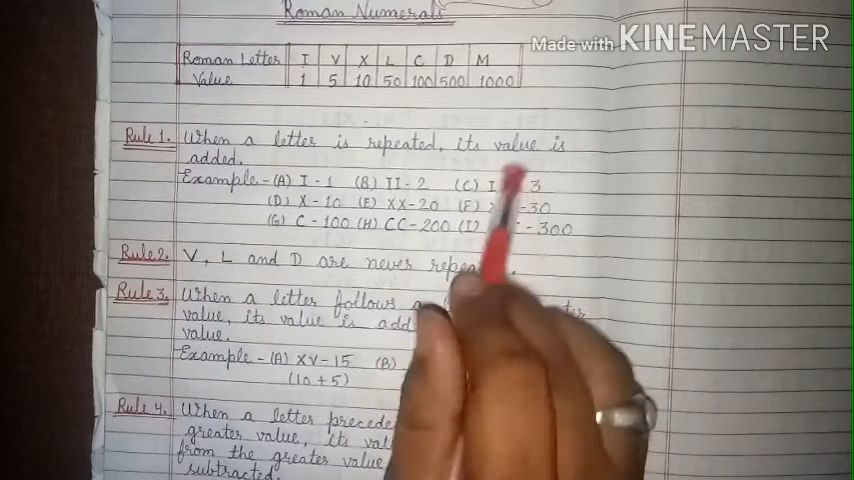 Roman Numerals
Made with KINEMASTER
Roman Letter I V X L C D M
Value 1 5 10 50 100 500 1000
Rule 1. When a letter is repeated, its value is
added.
Example - (A) I - 1 (B) II - 2 (C) I 3
(D) X - 10 (E) XX - 20 (F) - 30
(G) C - 100 (H) CC - 200 (I) - 300
Rule 2. V, L and D are never
Rule 3. When a letter follows
value, its value is
value.
Example - (A) XV - 15 (B)
(10 + 5)
Rule 4. When a letter
greater value, its
from the greater value
subtracted.